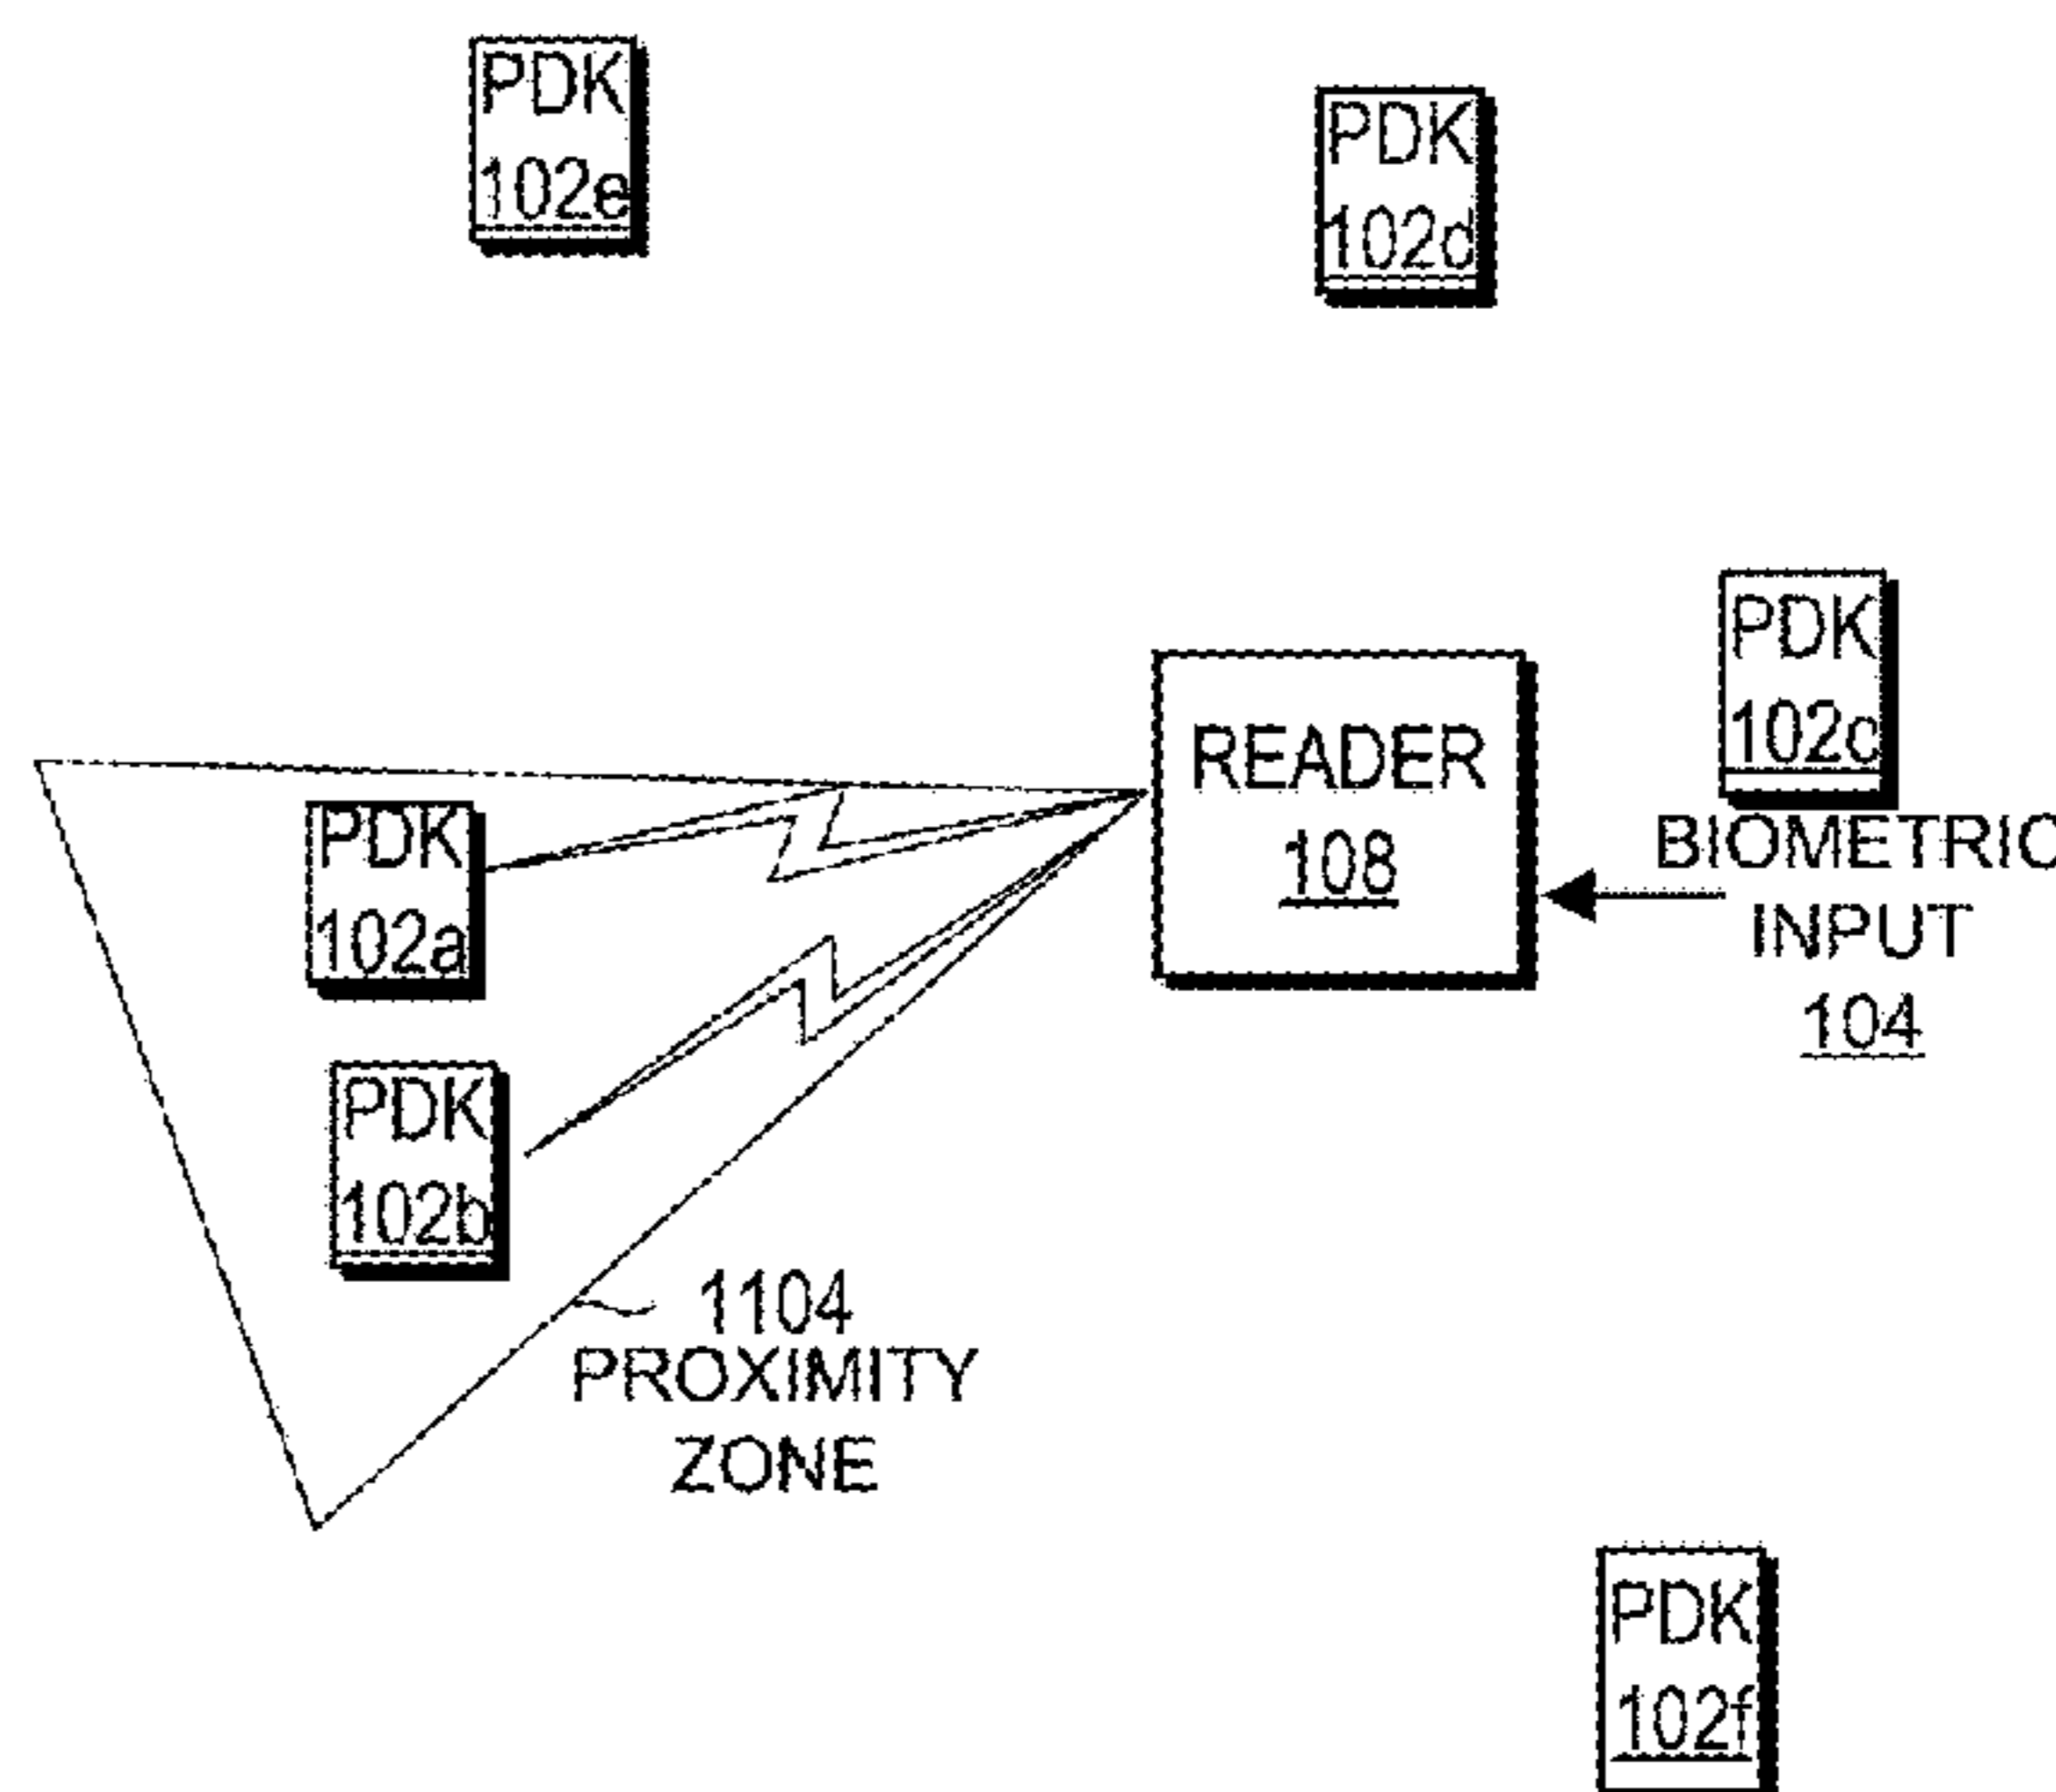 PDK
102e
PDK
102d
PDK
102c
READER
108
BIOMETRIC
INPUT
104
PDK
102a
PDK
102b
1104
PROXIMITY
ZONE
PDK
102f